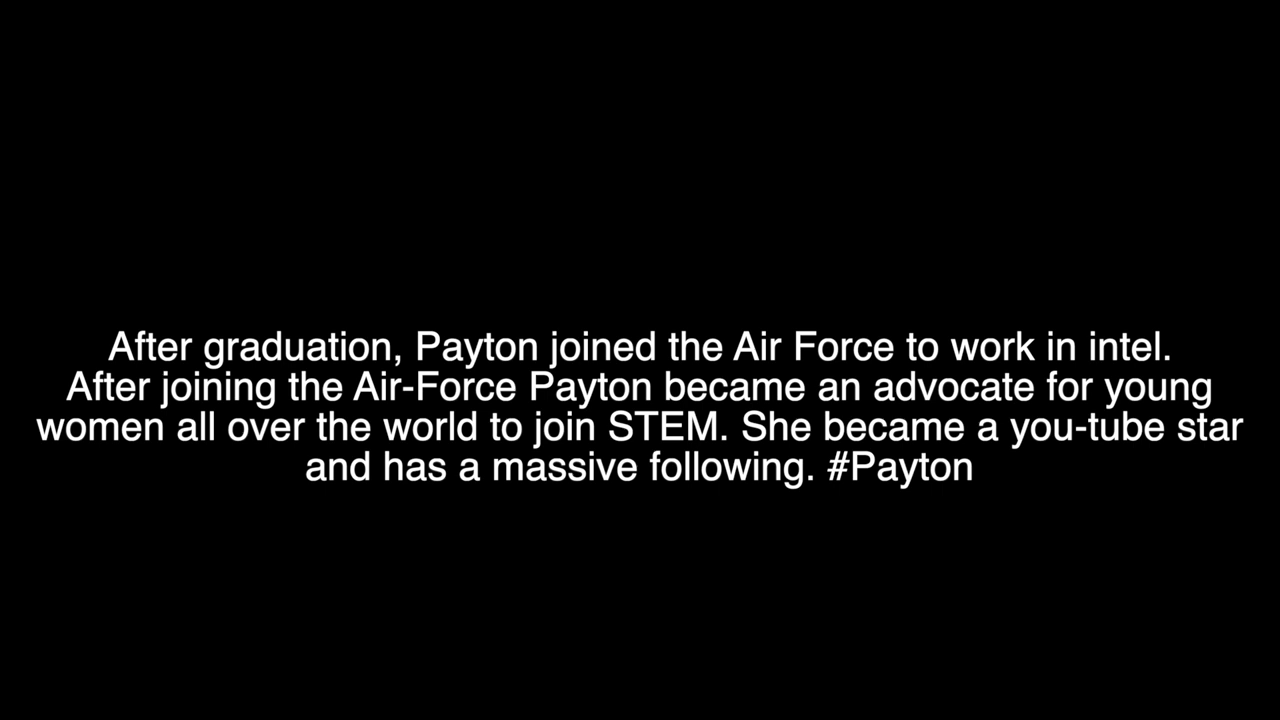 After graduation, Payton joined the Air Force to work in intel.
After joining the Air-Force Payton became an advocate for young
women all over the world to join STEM. She became a you-tube star
and has a massive following. #Payton